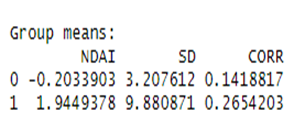 Group means:
NDAI SD CORR
0 -0.2033903 3.207612 0.1418817
1 1.9449378 9.880871 0.2654203